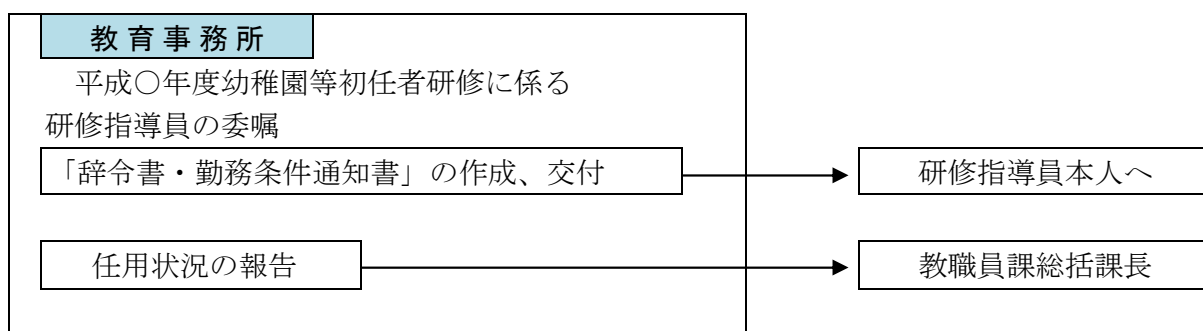 教育事務所
平成○年度幼稚園等初任者研修に係る
研修指導員の委嘱
「辞令書・勤務条件通知書」の作成、交付
研修指導員本人へ
任用状況の報告
教職員課総括課長